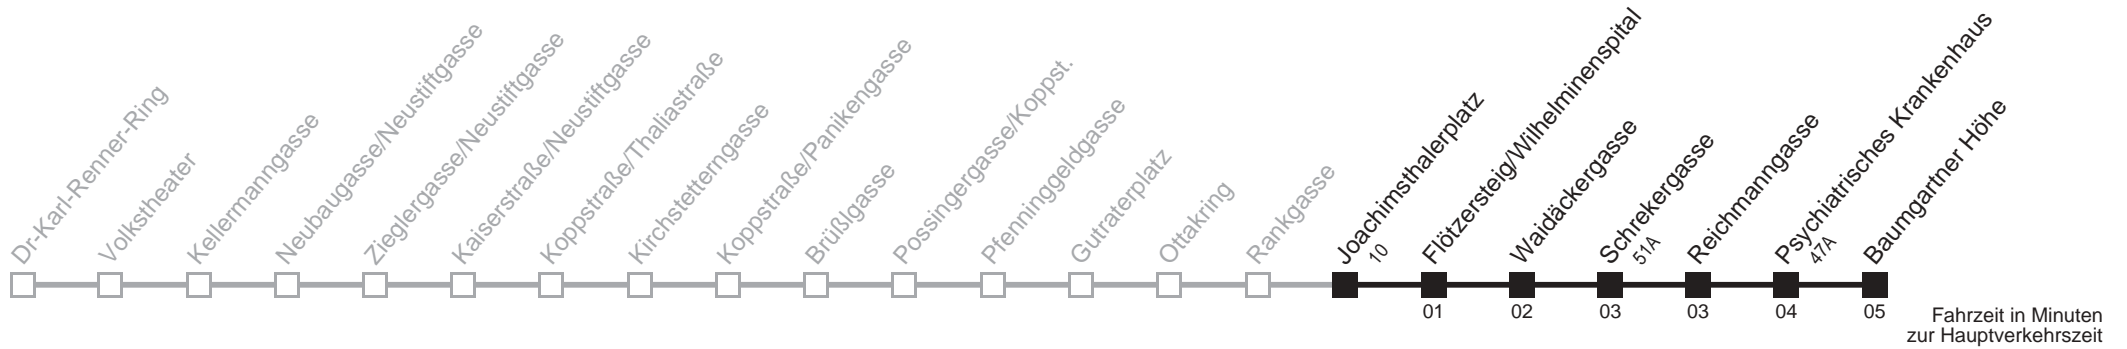 Dr-Karl-Renner-Ring
Volkstheater
Kellermanngasse
Neubaugasse/Neustiftgasse
Zieglergasse/Neustiftgasse
Kaiserstraße/Neustiftgasse
Koppstraße/Thaliastraße
Kirchstetterngasse
Koppstraße/Panikengasse
Brüßlgasse
Possingergasse/Koppst.
Pfenninggeldgasse
Gutraterplatz
Ottakring
Rankgasse
Joachimsthalerplatz
10
Flötzersteig/Wilhelminenspital
Waidäckergasse
Schrekergasse
51A
Reichmanngasse
Psychiatrisches Krankenhaus
47A
Baumgartner Höhe
01
02
03
03
04
05
Fahrzeit in Minuten
zur Hauptverkehrszeit